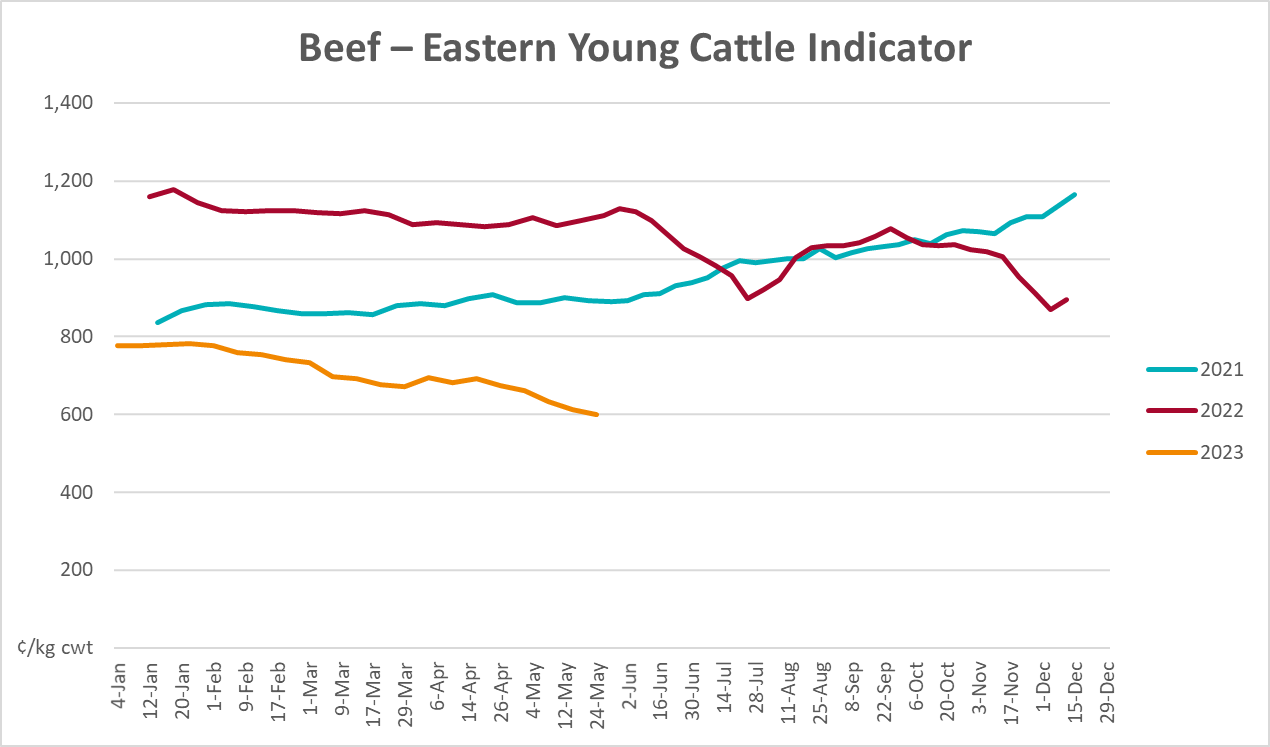 Beef – Eastern Young Cattle Indicator
1,400
1,200
1,000
800
600
400
200
¢/kg cwt
4-Jan
12-Jan
20-Jan
1-Feb
9-Feb
17-Feb
1-Mar
9-Mar
17-Mar
29-Mar
6-Apr
14-Apr
26-Apr
4-May
12-May
24-May
2-Jun
16-Jun
30-Jun
14-Jul
28-Jul
11-Aug
25-Aug
8-Sep
22-Sep
6-Oct
20-Oct
3-Nov
17-Nov
1-Dec
15-Dec
29-Dec
2021
2022
2023